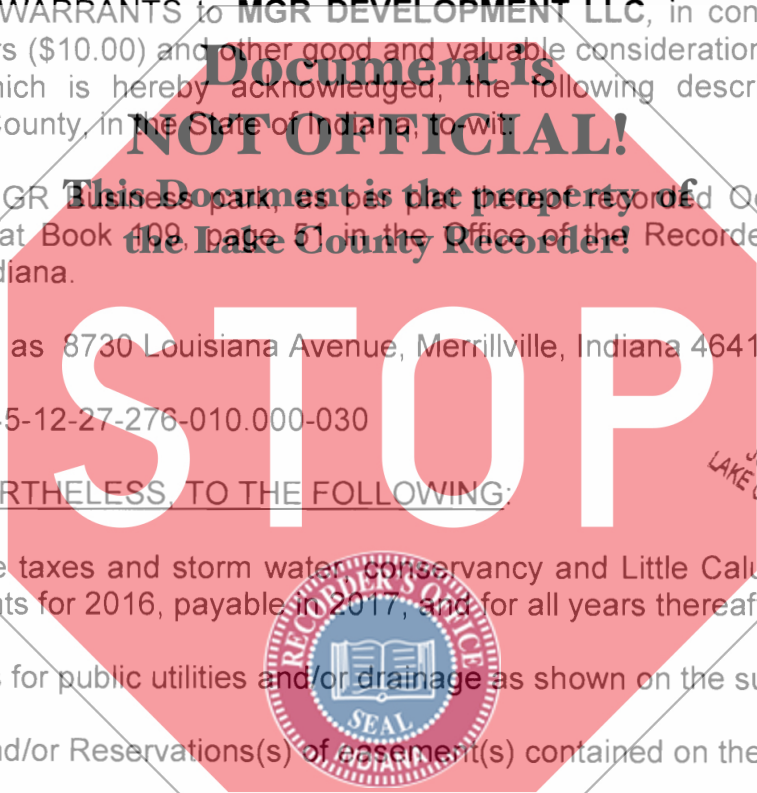 WARRANTS to MGR DEVELOPMENT LLC, in con
rs ($10.00) and other good and valuable consideration
Document is
hich is hereby acknowledged, the following descr
ounty, in the State of Indiana, to-wit:
NOT OFFICIAL!
GR Business park, as per plat thereof recorded Oc
This Document is the property of
at Book 109, page 51 in the Office of the Recorde
the Lake County Recorder!
diana.
as 8730 Louisiana Avenue, Merrillville, Indiana 4641
STOP
5-12-27-276-010.000-030
LAKE
RTHELESS, TO THE FOLLOWING:
e taxes and storm water, conservancy and Little Calu
nts for 2016, payable in 2017, and for all years thereaf
RECORDER'S OFFICE
s for public utilities and/or drainage as shown on the su
SEAL
INDIANA
nd/or Reservations(s) of easement(s) contained on the